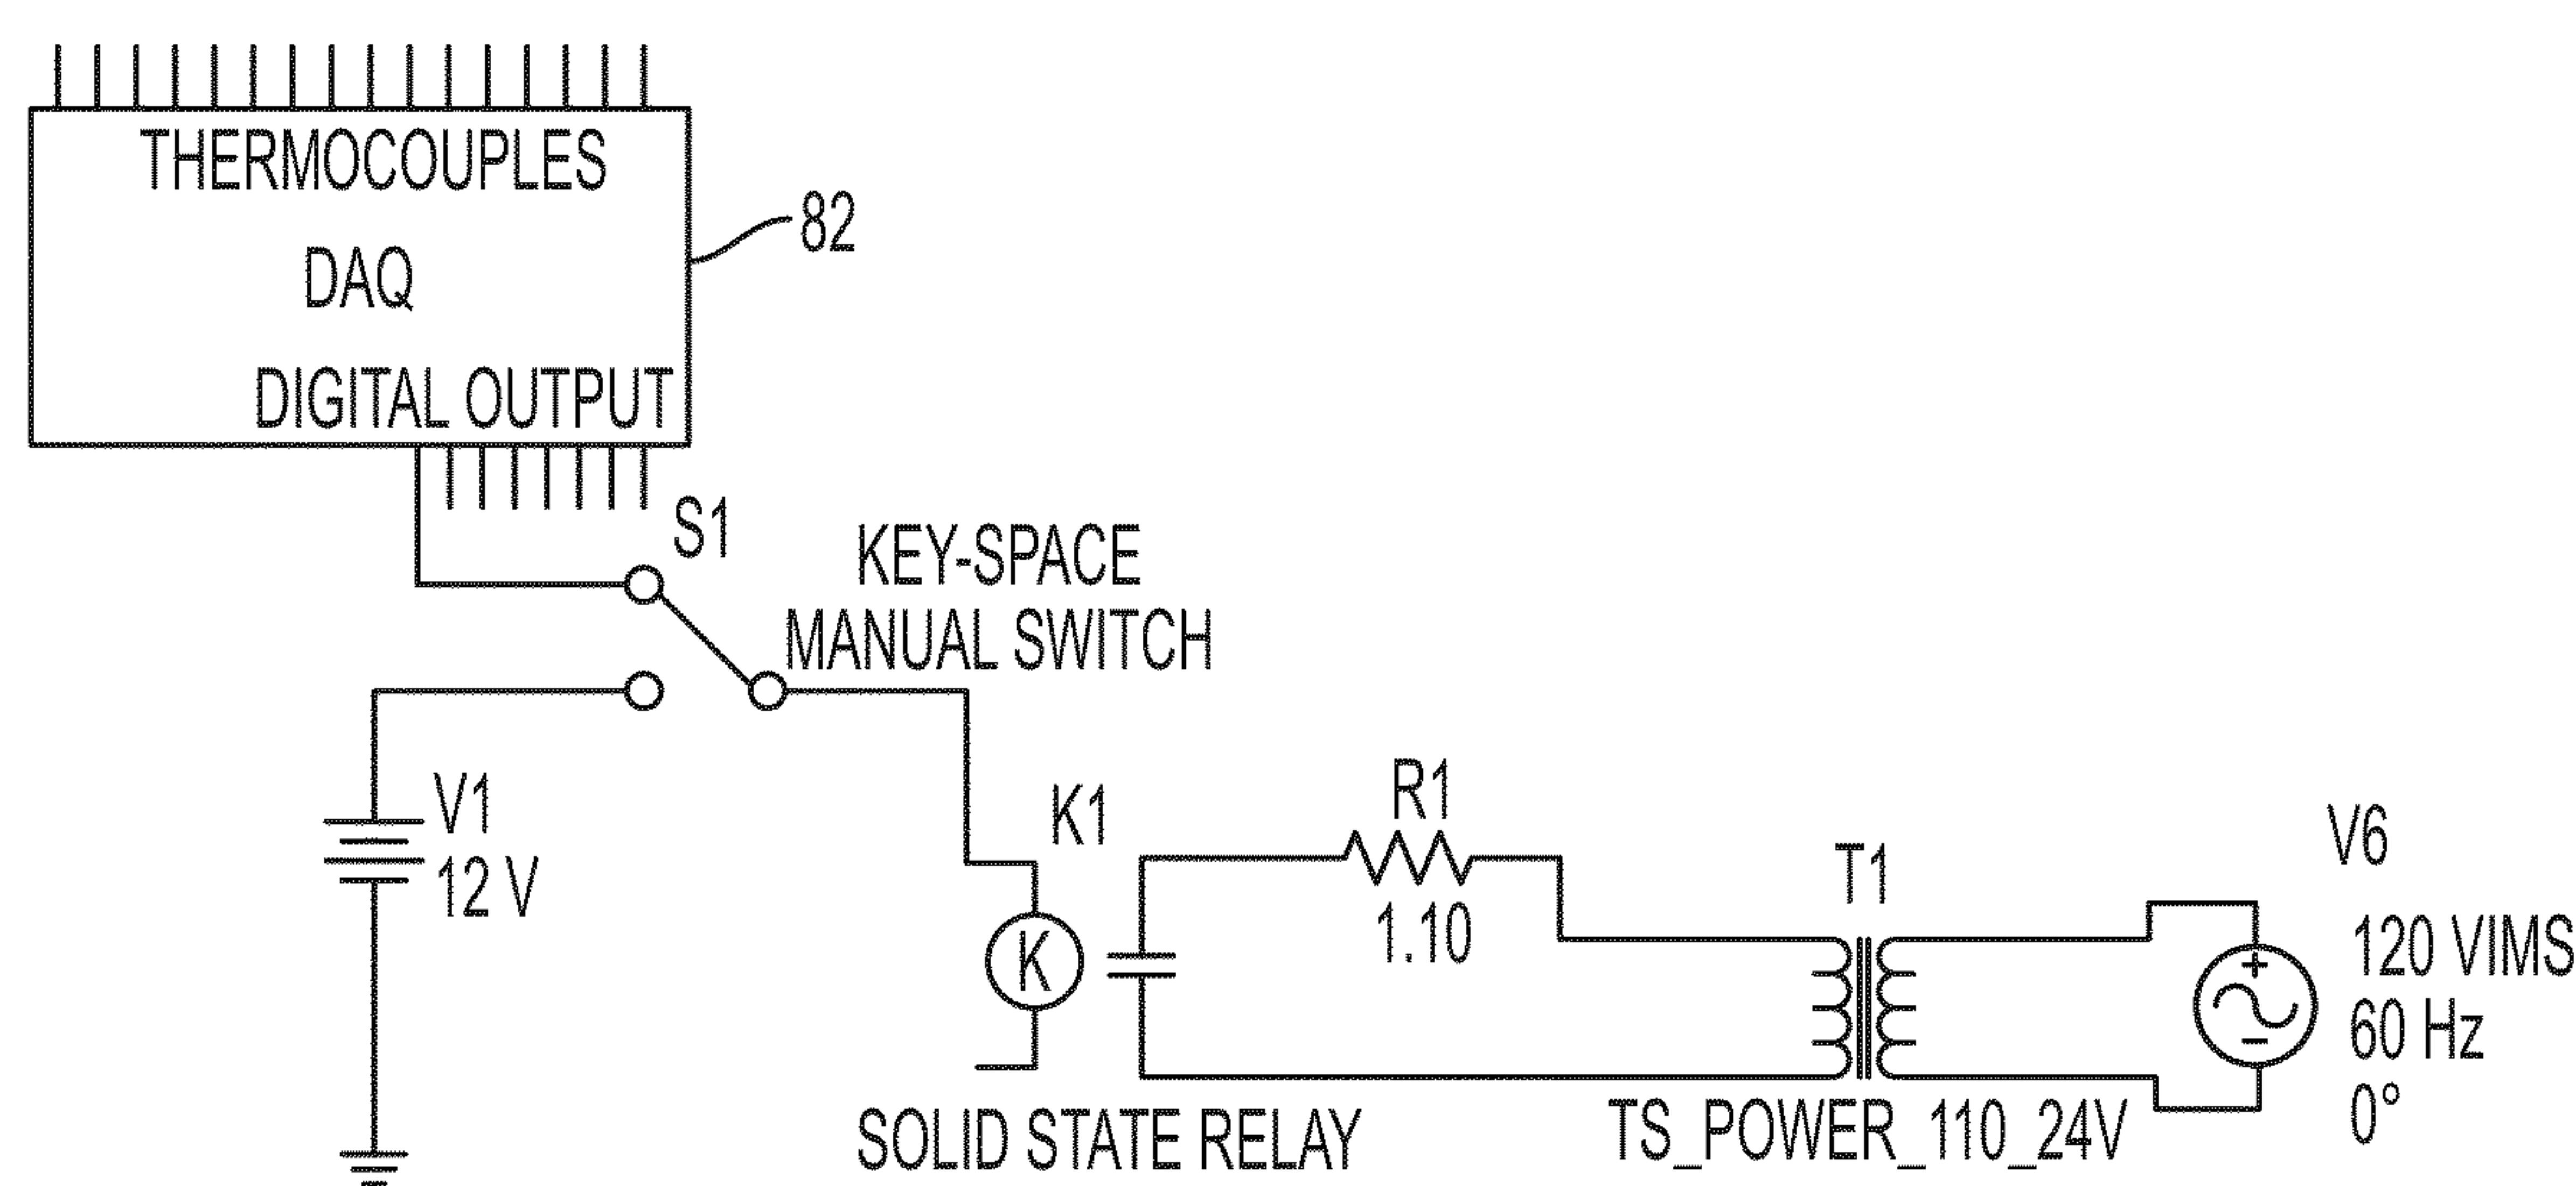 THERMOCOUPLES
DAQ
DIGITAL OUTPUT
82
S1
KEY-SPACE
MANUAL SWITCH
V1
12 V
K1
K
SOLID STATE RELAY
R1
1.10
T1
TS_POWER_110_24V
V6
120 VIMS
60 Hz
0°
+
−